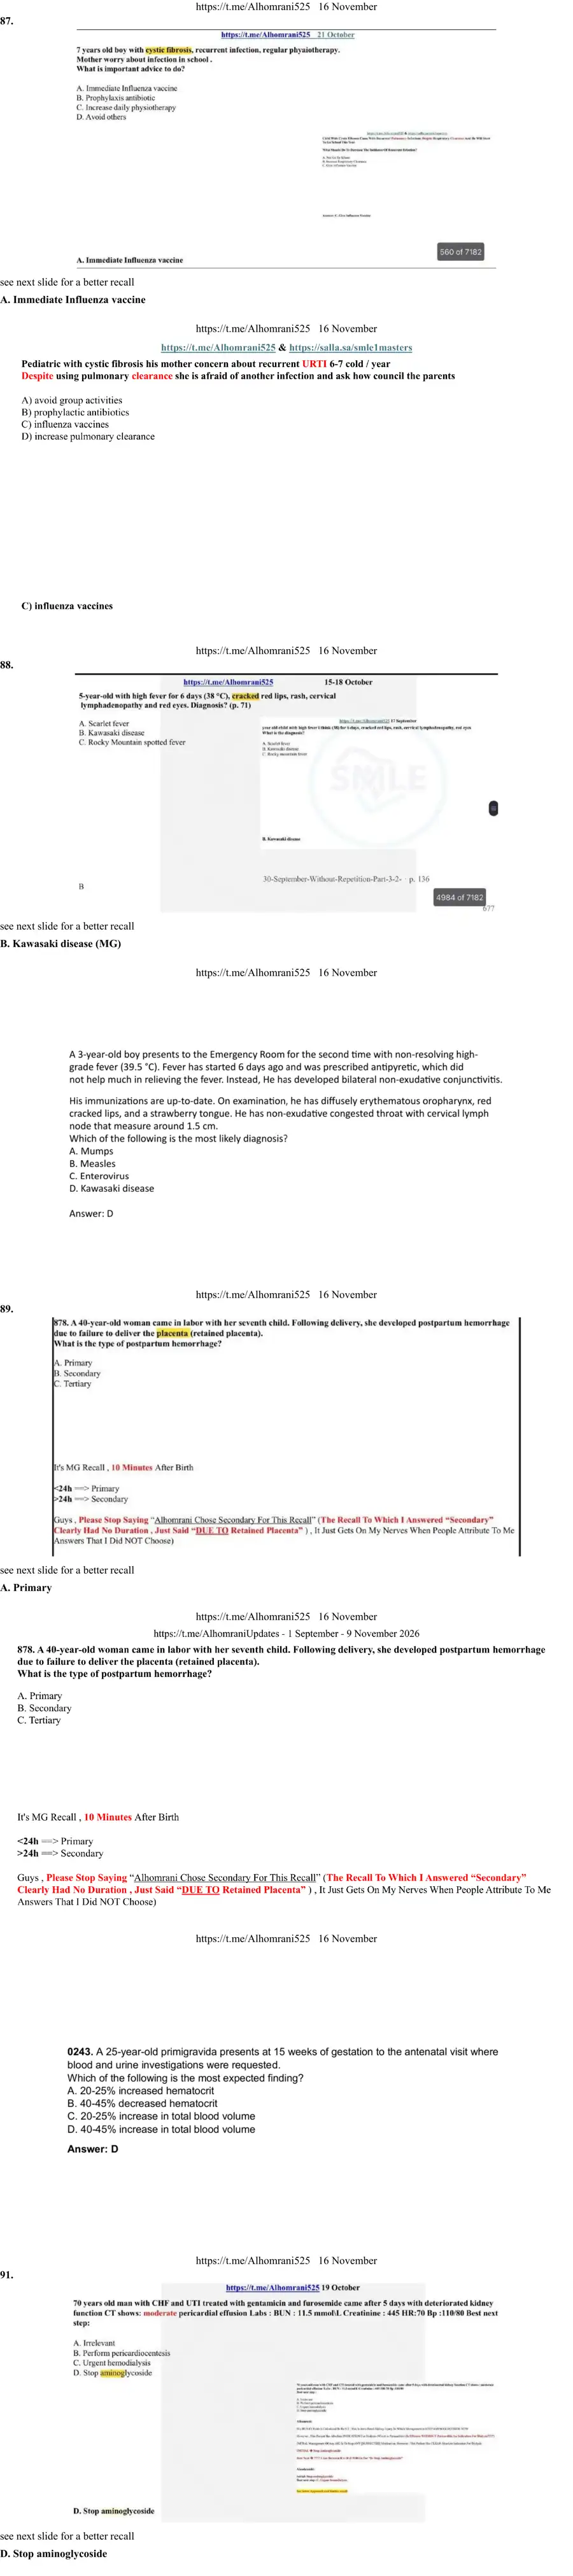 https://t.me/Alhomrani525 16 November
87.
https://t.me/Alhomrani525 21 October
7 years old boy with cystic fibrosis, recurrent infection, regular phyaiotherapy.
Mother worry about infection in school .
What is important advice to do?
A. Immediate Influenza vaccine
B. Prophylaxis antibiotic
C. Increase daily physiotherapy
D. Avoid others
A. Immediate Influenza vaccine
560 of 7182
see next slide for a better recall
A. Immediate Influenza vaccine
https://t.me/Alhomrani525 16 November
https://t.me/Alhomrani525 & https://salla.sa/smle1masters
Pediatric with cystic fibrosis his mother concern about recurrent URTI 6-7 cold / year
Despite using pulmonary clearance she is afraid of another infection and ask how council the parents
A) avoid group activities
B) prophylactic antibiotics
C) influenza vaccines
D) increase pulmonary clearance
C) influenza vaccines
https://t.me/Alhomrani525 16 November
88.
https://t.me/Alhomrani525 15-18 October
5-year-old with high fever for 6 days (38 °C), cracked red lips, rash, cervical
lymphadenopathy and red eyes. Diagnosis? (p. 71)
A. Scarlet fever
B. Kawasaki disease
C. Rocky Mountain spotted fever
https://t.me/Alhomrani525 17 September
What is the diagnosis?
A. Scarlet fever
B. Kawasaki disease
C. Rocky mountain fever
SMILE
B. Kawasaki disease
30-September-Without-Repetition-Part-3-2- p. 136
B
4984 of 7182
677
see next slide for a better recall
B. Kawasaki disease (MG)
https://t.me/Alhomrani525 16 November
A 3-year-old boy presents to the Emergency Room for the second time with non-resolving high-
grade fever (39.5 °C). Fever has started 6 days ago and was prescribed antipyretic, which did
not help much in relieving the fever. Instead, He has developed bilateral non-exudative conjunctivitis.
His immunizations are up-to-date. On examination, he has diffusely erythematous oropharynx, red
cracked lips, and a strawberry tongue. He has non-exudative congested throat with cervical lymph
node that measure around 1.5 cm.
Which of the following is the most likely diagnosis?
A. Mumps
B. Measles
C. Enterovirus
D. Kawasaki disease
Answer: D
https://t.me/Alhomrani525 16 November
89.
878. A 40-year-old woman came in labor with her seventh child. Following delivery, she developed postpartum hemorrhage
due to failure to deliver the placenta (retained placenta).
What is the type of postpartum hemorrhage?
A. Primary
B. Secondary
C. Tertiary
It's MG Recall , 10 Minutes After Birth
<24h ==> Primary
>24h ==> Secondary
Guys , Please Stop Saying “Alhomrani Chose Secondary For This Recall” (The Recall To Which I Answered “Secondary”
Clearly Had No Duration , Just Said “DUE TO Retained Placenta” ) , It Just Gets On My Nerves When People Attribute To Me
Answers That I Did NOT Choose)
see next slide for a better recall
A. Primary
https://t.me/Alhomrani525 16 November
https://t.me/AlhomraniUpdates - 1 September - 9 November 2026
878. A 40-year-old woman came in labor with her seventh child. Following delivery, she developed postpartum hemorrhage
due to failure to deliver the placenta (retained placenta).
What is the type of postpartum hemorrhage?
A. Primary
B. Secondary
C. Tertiary
It's MG Recall , 10 Minutes After Birth
<24h ==> Primary
>24h ==> Secondary
Guys , Please Stop Saying “Alhomrani Chose Secondary For This Recall” (The Recall To Which I Answered “Secondary”
Clearly Had No Duration , Just Said “DUE TO Retained Placenta” ) , It Just Gets On My Nerves When People Attribute To Me
Answers That I Did NOT Choose)
https://t.me/Alhomrani525 16 November
0243. A 25-year-old primigravida presents at 15 weeks of gestation to the antenatal visit where
blood and urine investigations were requested.
Which of the following is the most expected finding?
A. 20-25% increased hematocrit
B. 40-45% decreased hematocrit
C. 20-25% increase in total blood volume
D. 40-45% increase in total blood volume
Answer: D
https://t.me/Alhomrani525 16 November
91.
https://t.me/Alhomrani525 19 October
70 years old man with CHF and UTI treated with gentamicin and furosemide came after 5 days with deteriorated kidney
function CT shows: moderate pericardial effusion Labs : BUN : 11.5 mmol\L Creatinine : 445 HR:70 Bp :110/80 Best next
step:
A. Irrelevant
B. Perform pericardiocentesis
C. Urgent hemodialysis
D. Stop aminoglycoside
D. Stop aminoglycoside
see next slide for a better recall
D. Stop aminoglycoside